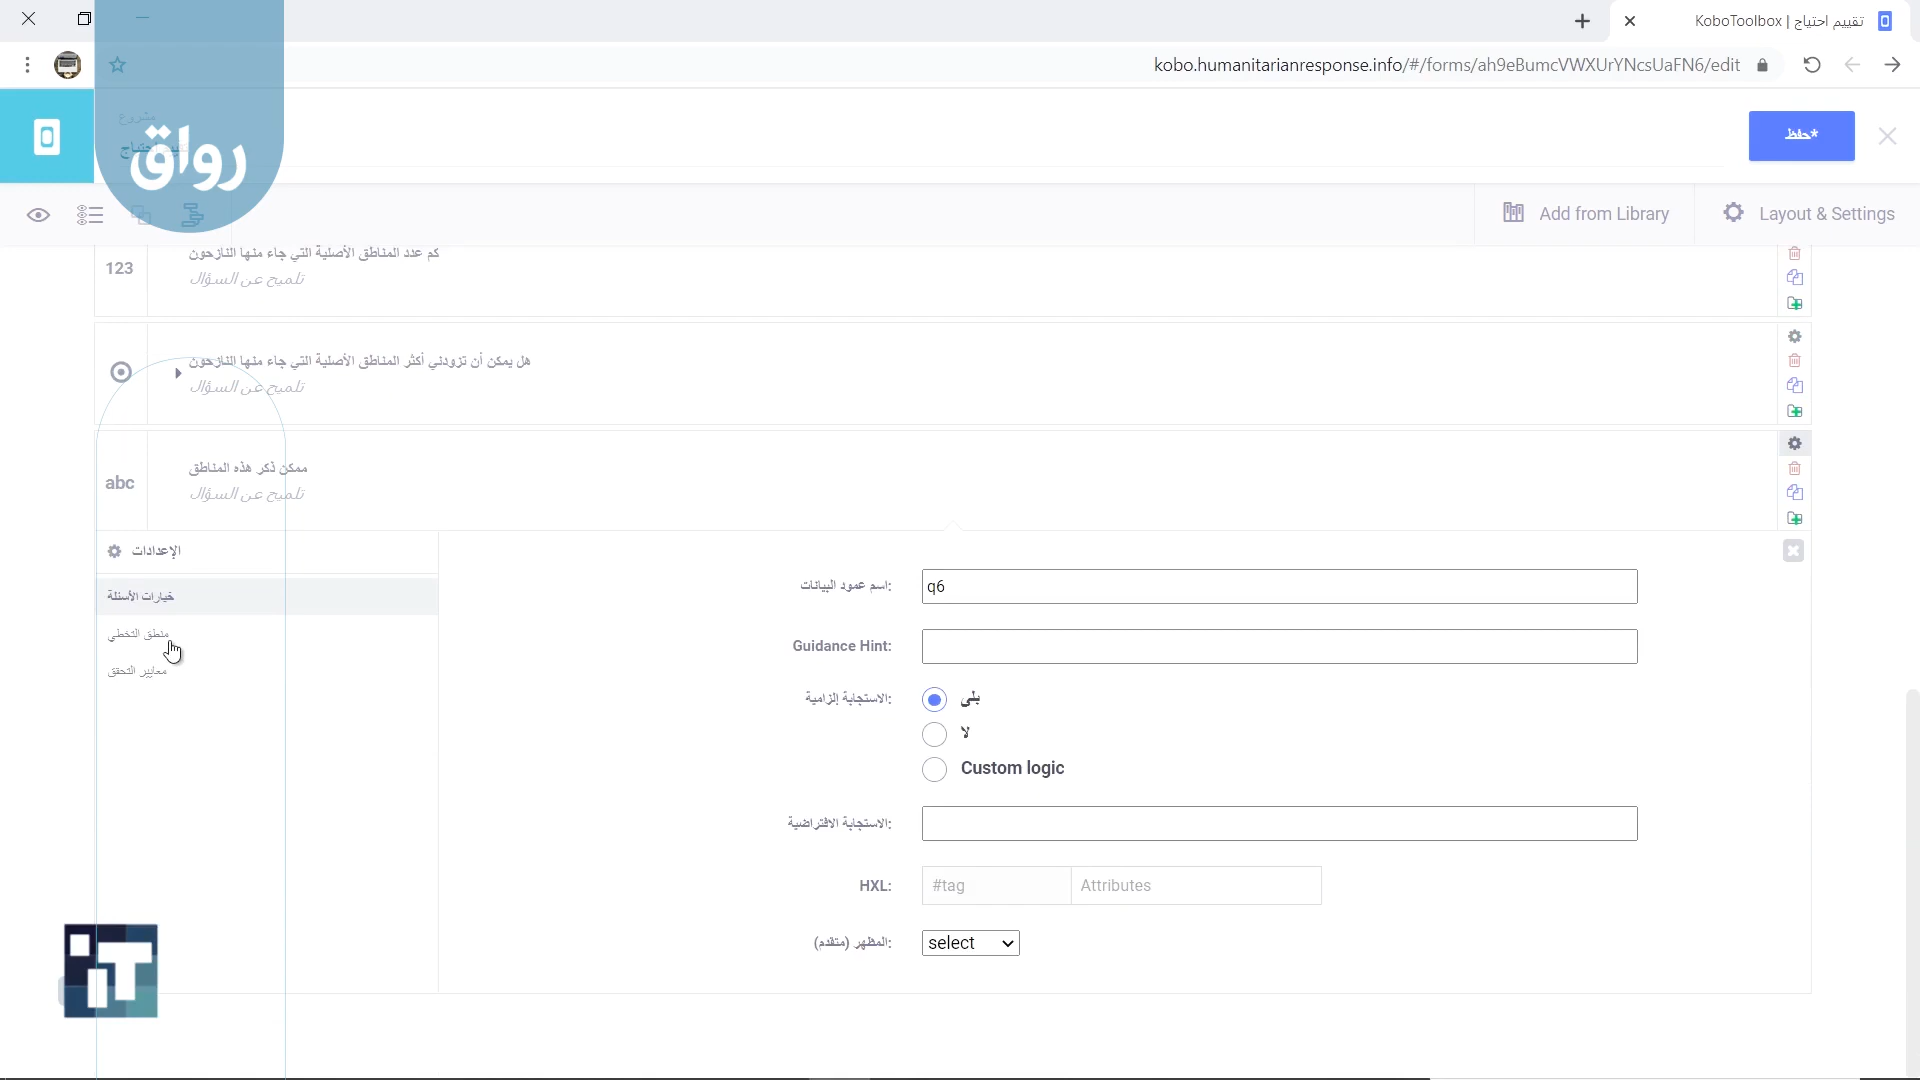 تقييم احتياج | KoboToolbox
kobo.humanitarianresponse.info/#/forms/ah9eBumcVWXUrYNcsUaFN6/edit
مشروع
تقييم احتياج
رواق
حفظ*
Add from Library
Layout & Settings
123
كم عدد المناطق الأصلية التي جاء منها النازحون
تلميح عن السؤال
هل يمكن أن تزودني أكثر المناطق الأصلية التي جاء منها النازحون
تلميح عن السؤال
abc
ممكن ذكر هذه المناطق
تلميح عن السؤال
الإعدادات
خيارات الأسئلة
منطق التخطي
معايير التحقق
اسم عمود البيانات:
q6
Guidance Hint:
الاستجابة إلزامية:
بلى
لا
Custom logic
الاستجابة الافتراضية:
HXL:
#tag
Attributes
المظهر (متقدم):
select
iT